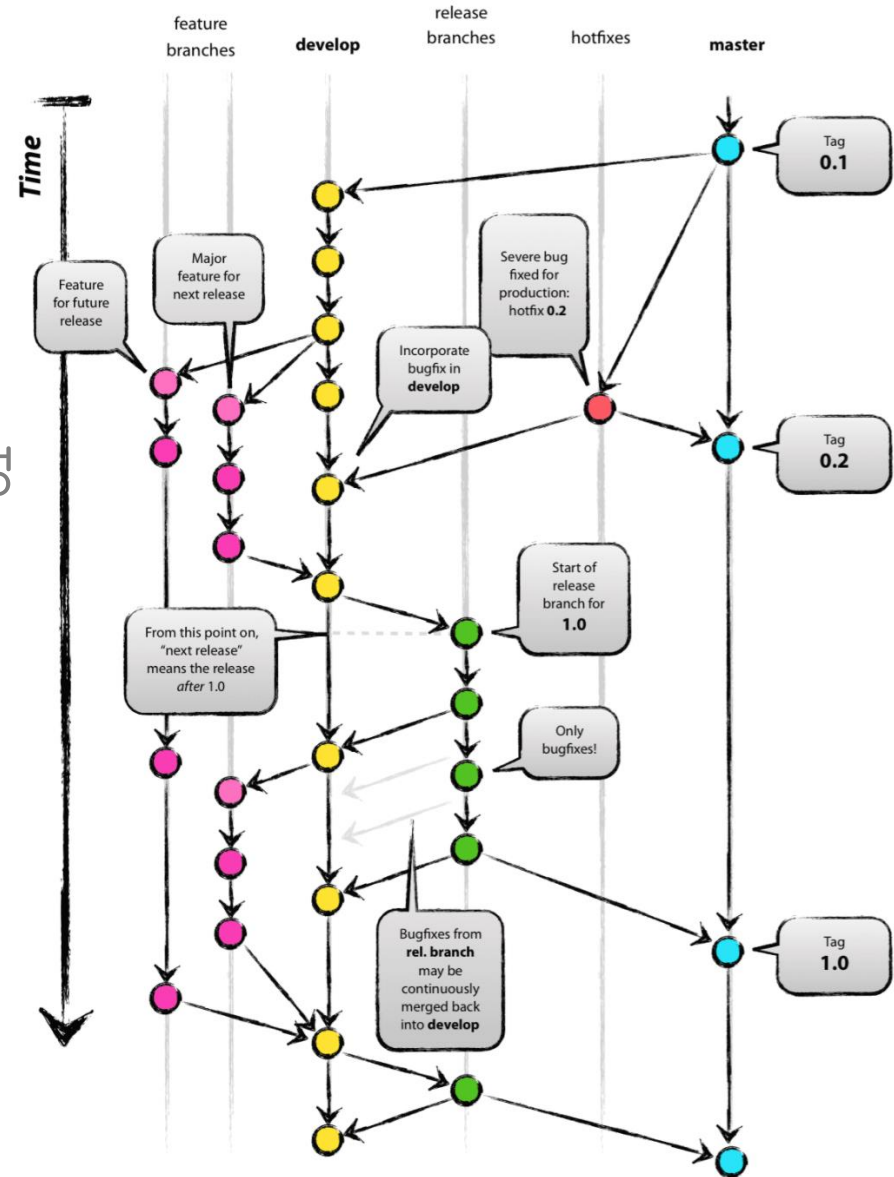 feature
branches
develop
release
branches
hotfixes
master
Time
Tag
0.1
Major
feature for
next release
Severe bug
fixed for
production:
hotfix 0.2
Feature
for future
release
Incorporate
bugfix in
develop
Tag
0.2
Start of
release
branch for
1.0
From this point on,
“next release”
means the release
after 1.0
Only
bugfixes!
Bugfixes from
rel. branch
may be
continuously
merged back
into develop
Tag
1.0